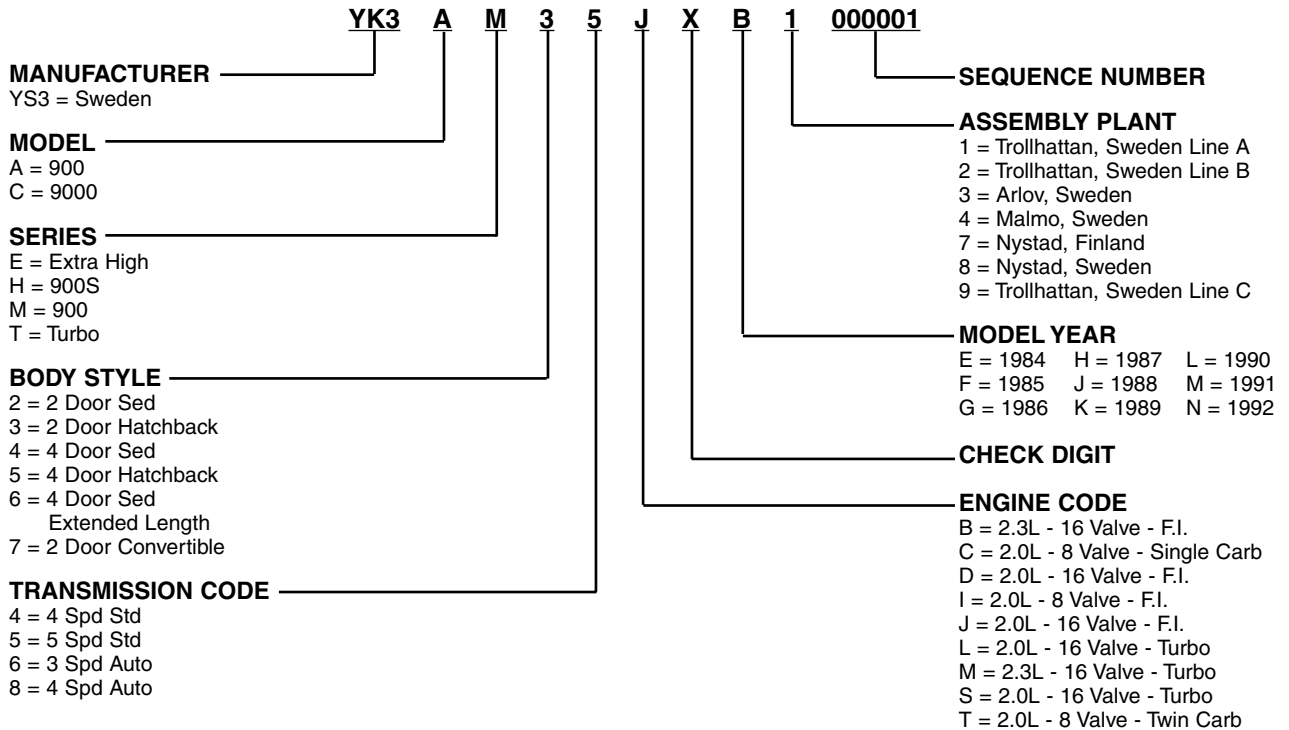 YK3 A M 3 5 J X B 1 000001
MANUFACTURER
YS3 = Sweden
MODEL
A = 900
C = 9000
SERIES
E = Extra High
H = 900S
M = 900
T = Turbo
BODY STYLE
2 = 2 Door Sed
3 = 2 Door Hatchback
4 = 4 Door Sed
5 = 4 Door Hatchback
6 = 4 Door Sed
Extended Length
7 = 2 Door Convertible
TRANSMISSION CODE
4 = 4 Spd Std
5 = 5 Spd Std
6 = 3 Spd Auto
8 = 4 Spd Auto
SEQUENCE NUMBER
ASSEMBLY PLANT
1 = Trollhattan, Sweden Line A
2 = Trollhattan, Sweden Line B
3 = Arlov, Sweden
4 = Malmo, Sweden
7 = Nystad, Finland
8 = Nystad, Sweden
9 = Trollhattan, Sweden Line C
MODEL YEAR
E = 1984 H = 1987 L = 1990
F = 1985 J = 1988 M = 1991
G = 1986 K = 1989 N = 1992
CHECK DIGIT
ENGINE CODE
B = 2.3L - 16 Valve - F.I.
C = 2.0L - 8 Valve - Single Carb
D = 2.0L - 16 Valve - F.I.
I = 2.0L - 8 Valve - F.I.
J = 2.0L - 16 Valve - F.I.
L = 2.0L - 16 Valve - Turbo
M = 2.3L - 16 Valve - Turbo
S = 2.0L - 16 Valve - Turbo
T = 2.0L - 8 Valve - Twin Carb